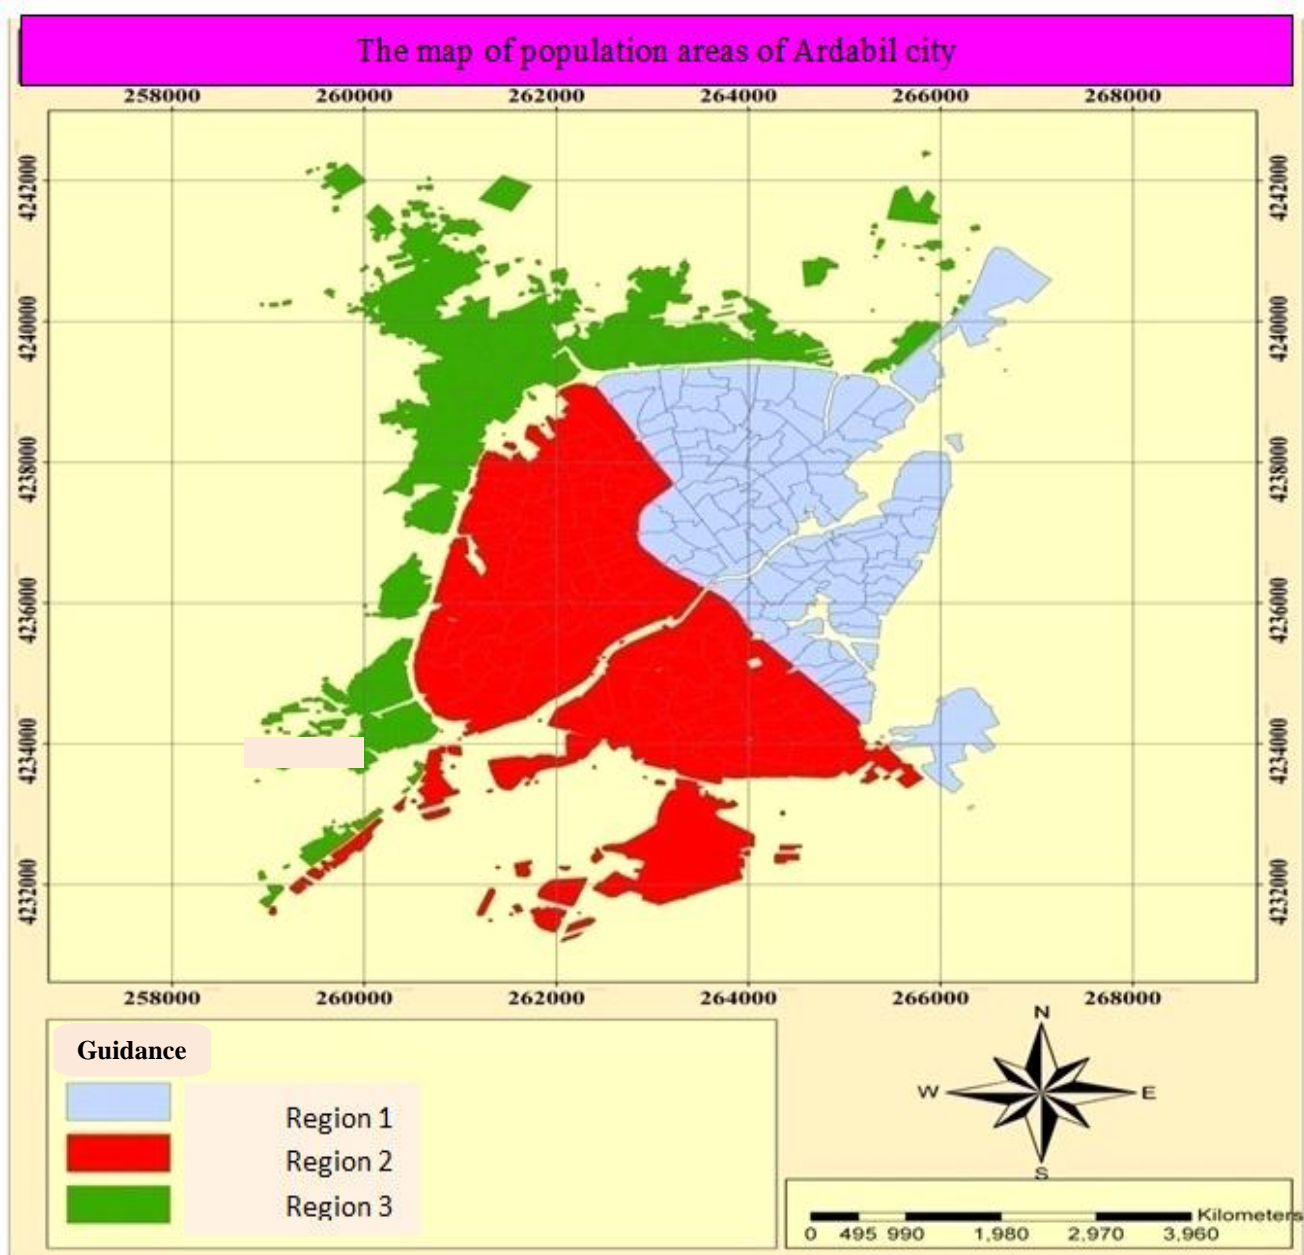 The map of population areas of Ardabil city
258000 260000 262000 264000 266000 268000
4242000 4242000
4240000 4240000
4238000 4238000
4236000 4236000
4234000 4234000
4232000 4232000
258000 260000 262000 264000 266000 268000
Guidance
Region 1
Region 2
Region 3
N
W E
S
Kilometers
0 495 990 1,980 2,970 3,960